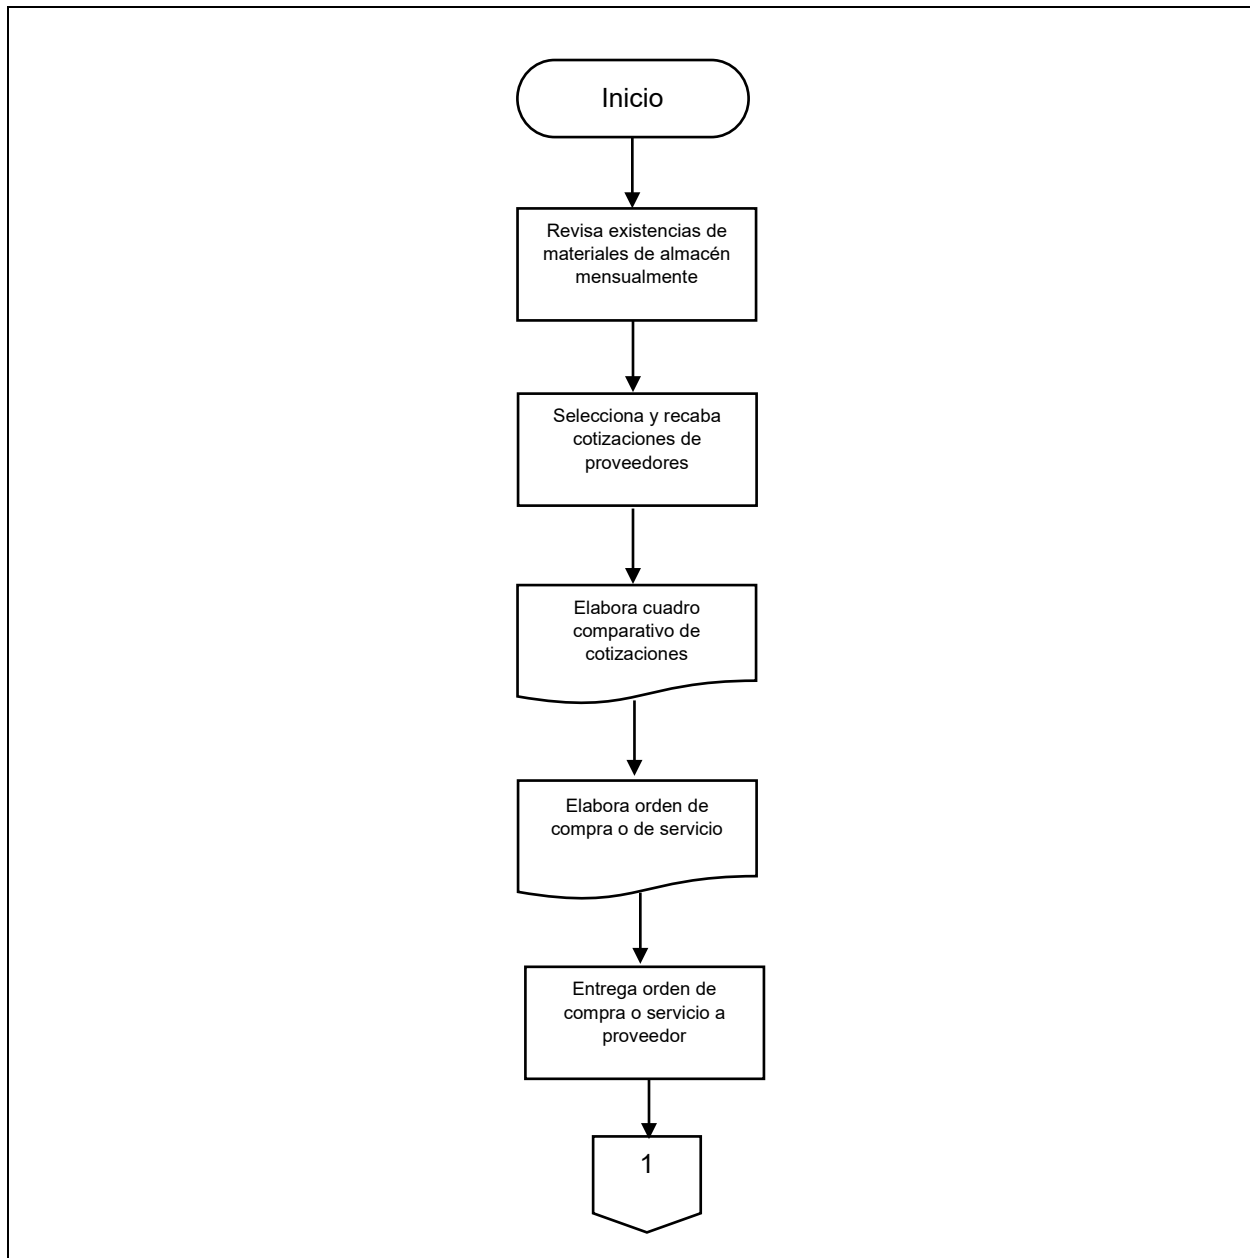 Inicio
Revisa existencias de
materiales de almacén
mensualmente
Selecciona y recaba
cotizaciones de
proveedores
Elabora cuadro
comparativo de
cotizaciones
Elabora orden de
compra o de servicio
Entrega orden de
compra o servicio a
proveedor
1